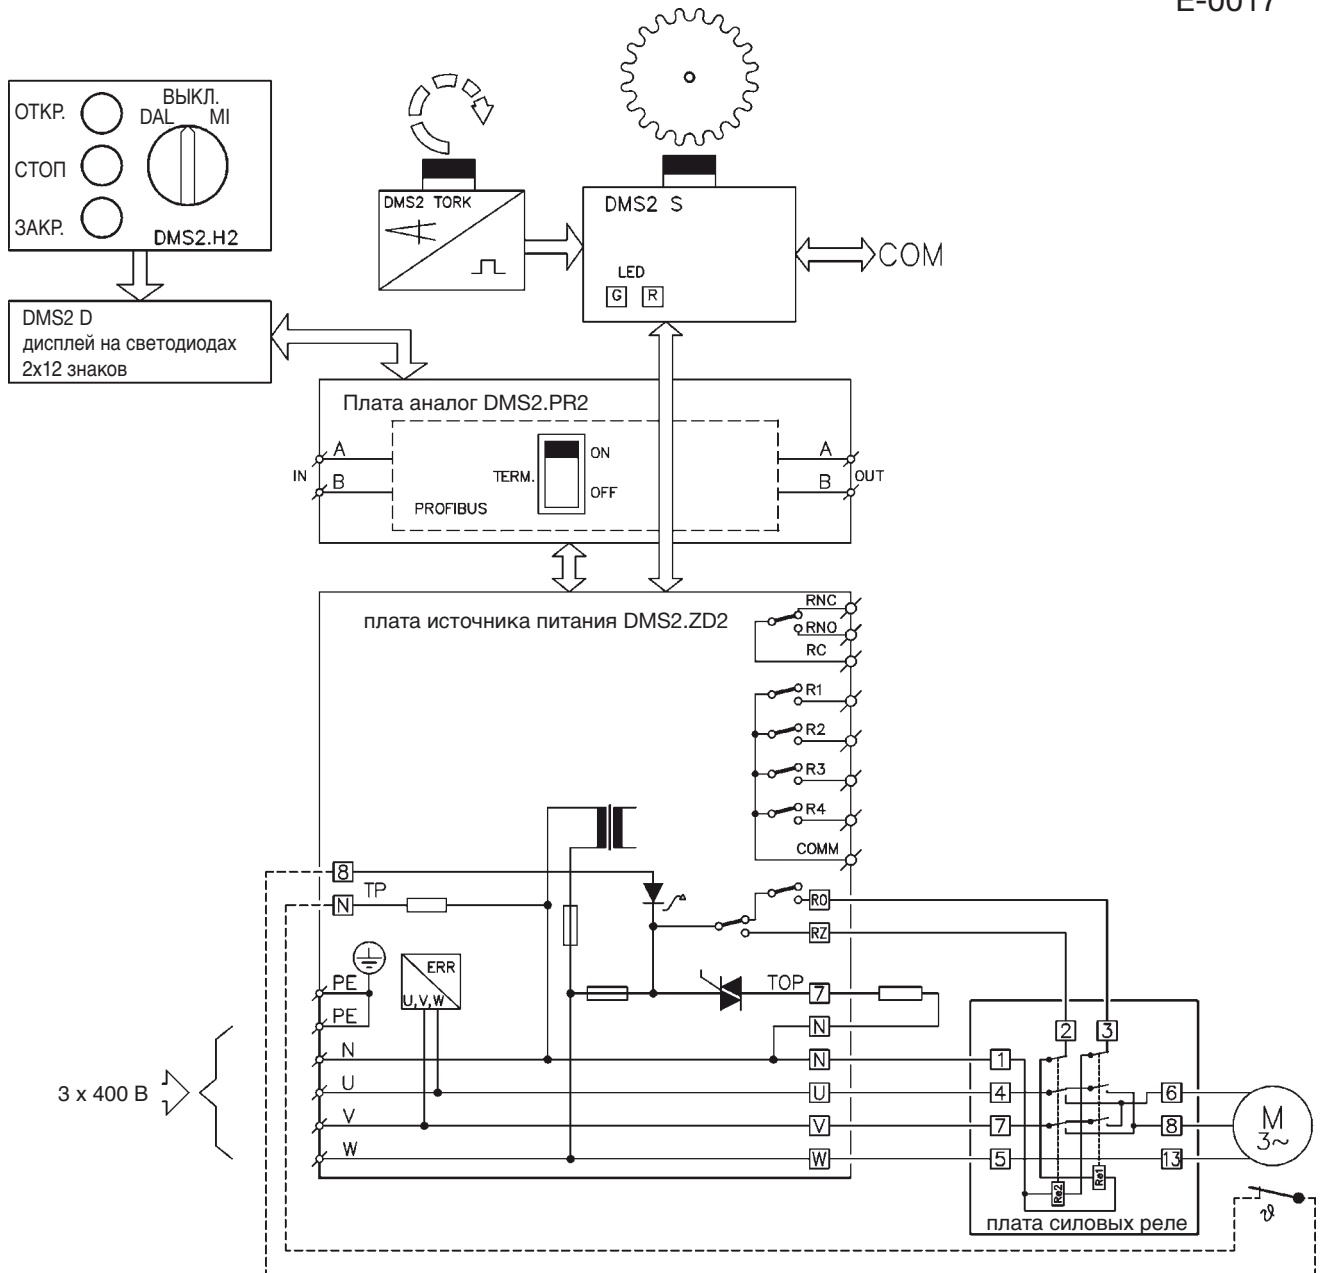 E-0017
ВЫКЛ.
ОТКР.
DAL
MI
СТОП
ЗАКР.
DMS2.H2
DMS2 TORK
DMS2 S
LED
G
R
COM
DMS2 D
дисплей на светодиодах
2x12 знаков
Плата аналог DMS2.PR2
A
IN
B
TERM.
ON
OFF
PROFIBUS
A
OUT
B
плата источника питания DMS2.ZD2
RNC
RNO
RC
R1
R2
R3
R4
COMM
8
TP
N
RO
RZ
ERR
U,V,W
PE
PE
TOP
7
N
N
N
U
U
V
V
W
W
3 x 400 В
2
3
1
4
7
5
6
8
13
Re2
Re1
M
3~
плата силовых реле
ϑ